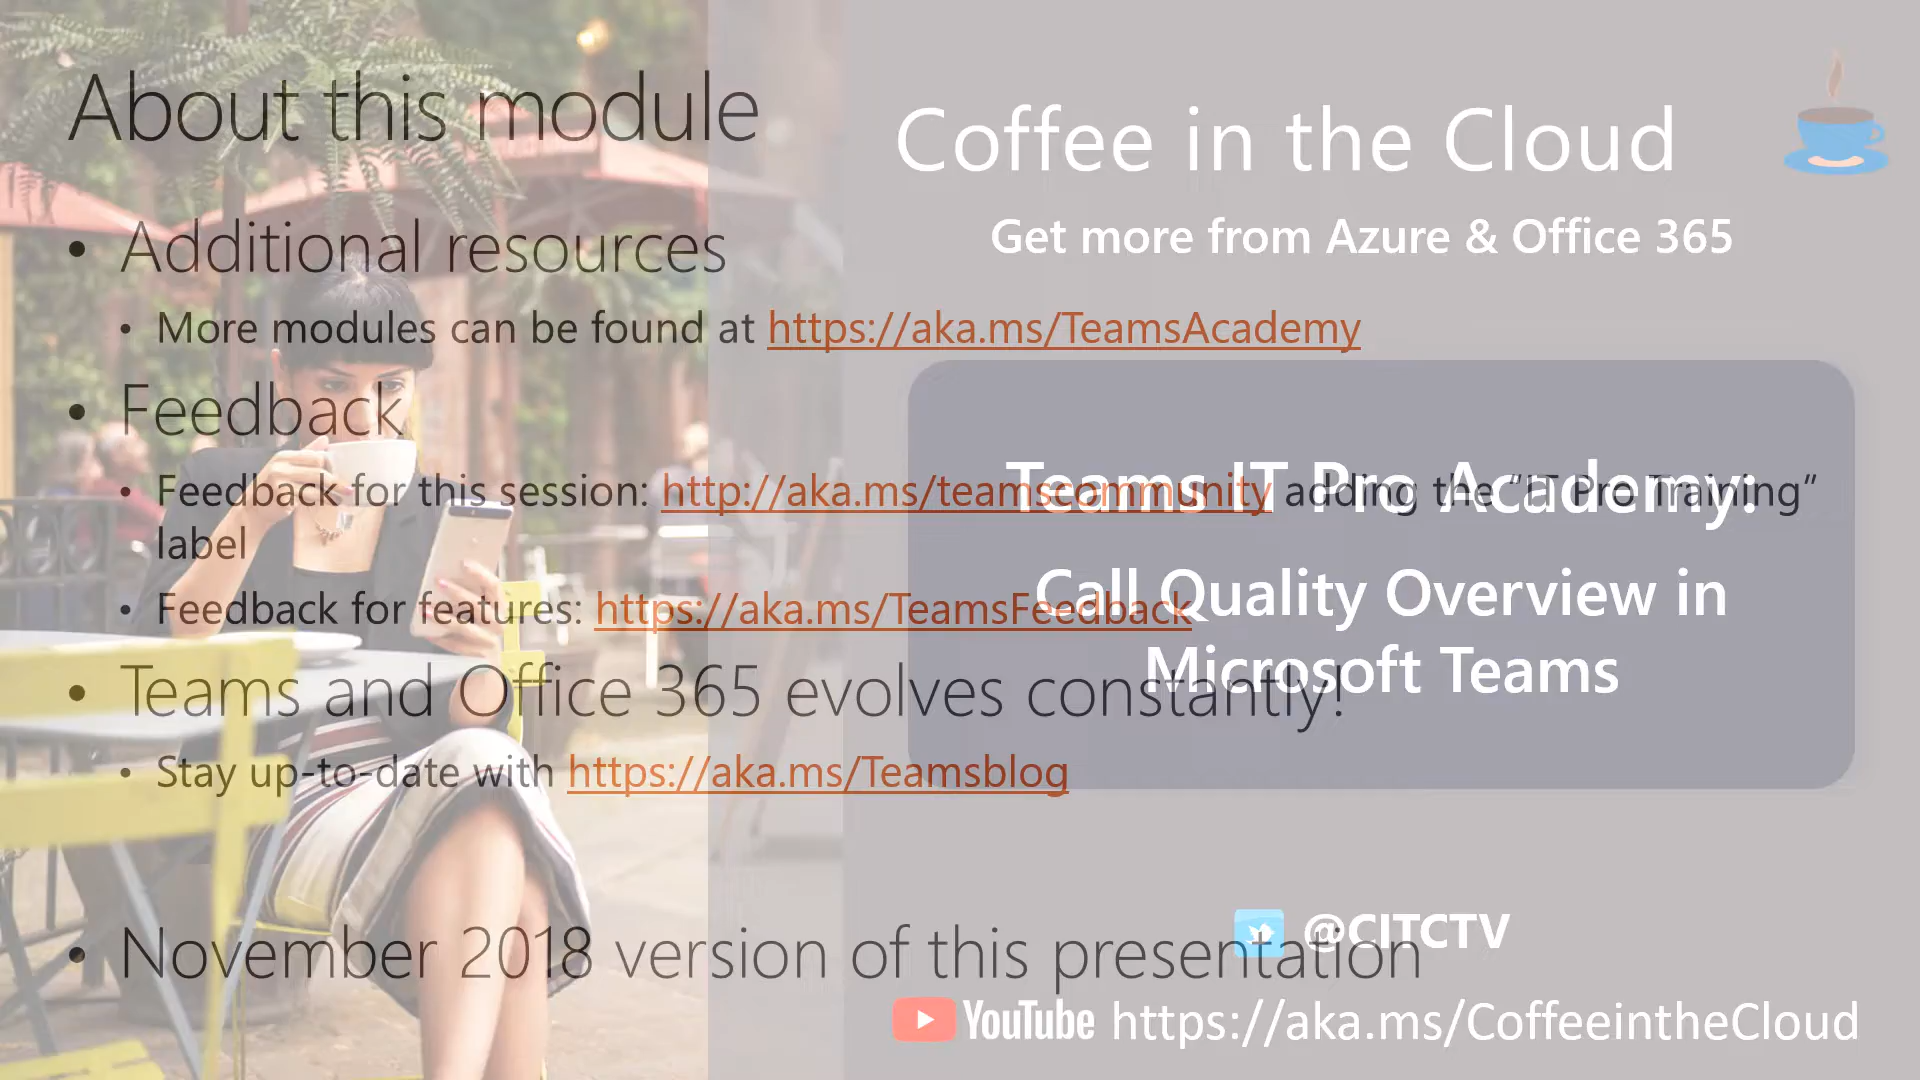 About this module
• Additional resources
• More modules can be found at https://aka.ms/TeamsAcademy
• Feedback
• Feedback for this session: http://aka.ms/teamscommunity adding the “IT Pro Training”
label
• Feedback for features: https://aka.ms/TeamsFeedback
• Teams and Office 365 evolves constantly!
• Stay up-to-date with https://aka.ms/Teamsblog
• November 2018 version of this presentation
Coffee in the Cloud
Get more from Azure & Office 365
Teams IT Pro Academy:
Call Quality Overview in
Microsoft Teams
@CITCTV
YouTube https://aka.ms/CoffeeintheCloud